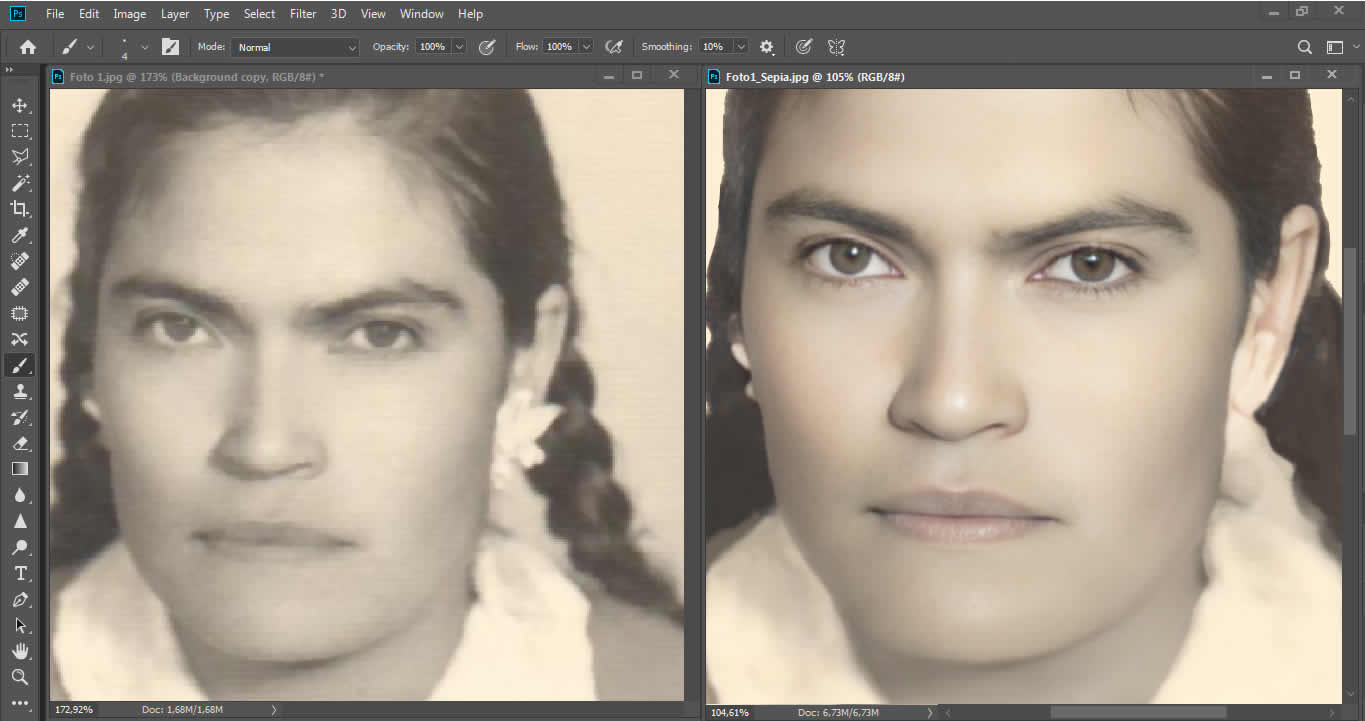 Ps File Edit Image Layer Type Select Filter 3D View Window Help
4 Mode: Normal Opacity: 100% Flow: 100% Smoothing: 10%
Ps Foto 1.jpg @ 173% (Background copy, RGB/8#) *
Ps Foto1_Sepia.jpg @ 105% (RGB/8#)
T
172,92% Doc: 1,68M/1,68M
104,61% Doc: 6,73M/6,73M